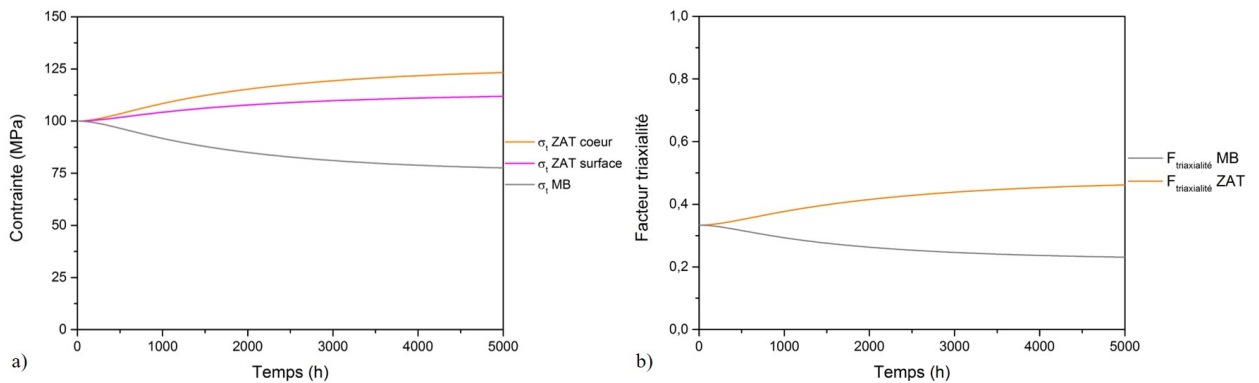 150
125
100
75
50
25
0
Contrainte (MPa)
0 1000 2000 3000 4000 5000
Temps (h)
σt ZAT coeur
σt ZAT surface
σt MB
a)
1,0
0,8
0,6
0,4
0,2
0,0
Facteur triaxialité
0 1000 2000 3000 4000 5000
Temps (h)
Ftriaxialité MB
Ftriaxialité ZAT
b)